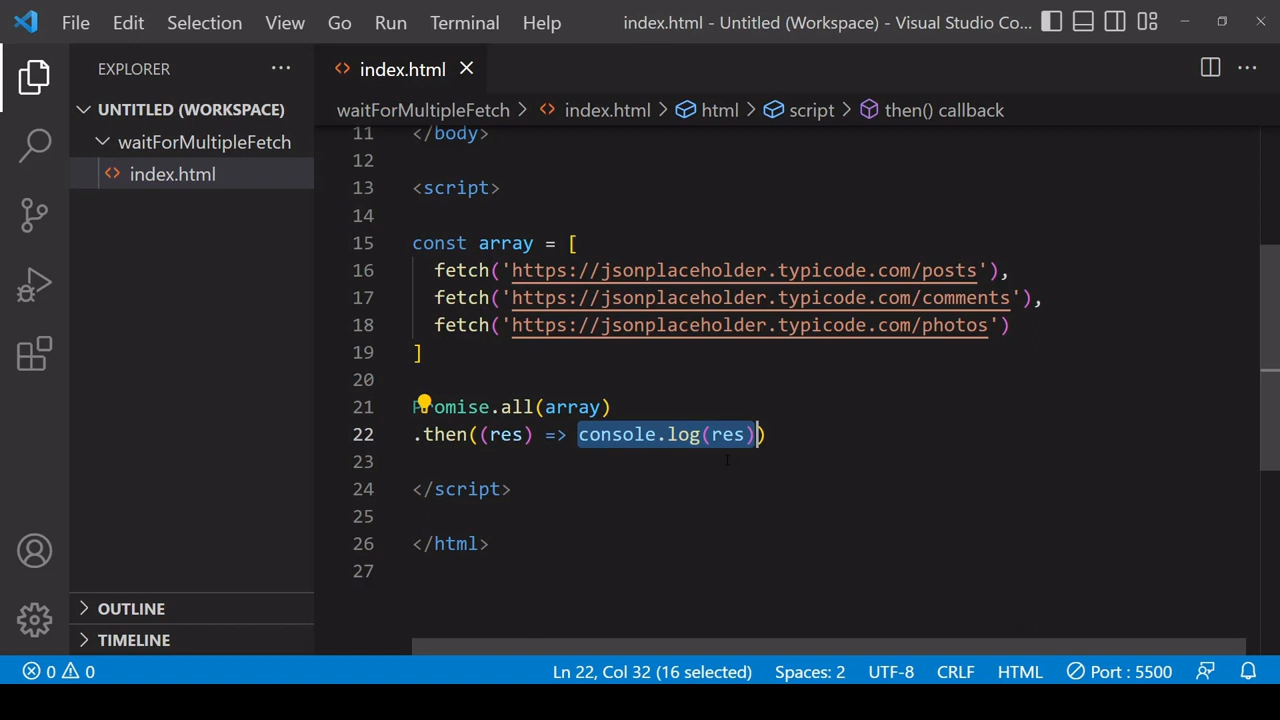 File Edit Selection View Go Run Terminal Help index.html - Untitled (Workspace) - Visual Studio Co...
EXPLORER
UNTITLED (WORKSPACE)
waitForMultipleFetch
index.html
OUTLINE
TIMELINE
index.html
waitForMultipleFetch > index.html > html > script > then() callback
11 </body>
12
13 <script>
14
15 const array = [
16 fetch('https://jsonplaceholder.typicode.com/posts'),
17 fetch('https://jsonplaceholder.typicode.com/comments'),
18 fetch('https://jsonplaceholder.typicode.com/photos')
19 ]
20
21 Promise.all(array)
22 .then((res) => console.log(res))
23
24 </script>
25
26 </html>
27
0 0 Ln 22, Col 32 (16 selected) Spaces: 2 UTF-8 CRLF HTML Port : 5500